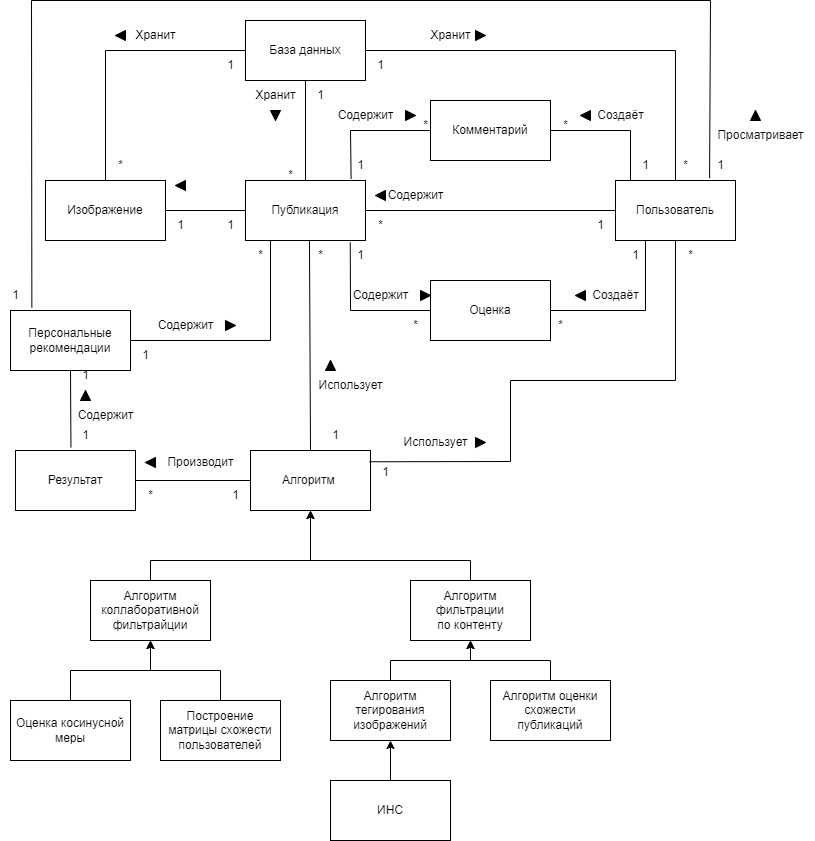 Хранит
База данных
Хранит
1
1
Хранит
1
Содержит
*
Комментарий
*
Создаёт
Просматривает
*
*
1
1
*
1
Изображение
Публикация
Содержит
Пользователь
1
1
*
1
*
*
1
1
*
1
Содержит
Оценка
Создаёт
*
*
Персональные
рекомендации
Содержит
1
1
Использует
Содержит
1
1
Использует
Результат
Производит
Алгоритм
1
*
1
Алгоритм
коллаборативной
фильтрайции
Алгоритм
фильтрации
по контенту
Оценка косинусной
меры
Построение
матрицы схожести
пользователей
Алгоритм
тегирования
изображений
Алгоритм оценки
схожести
публикаций
ИНС